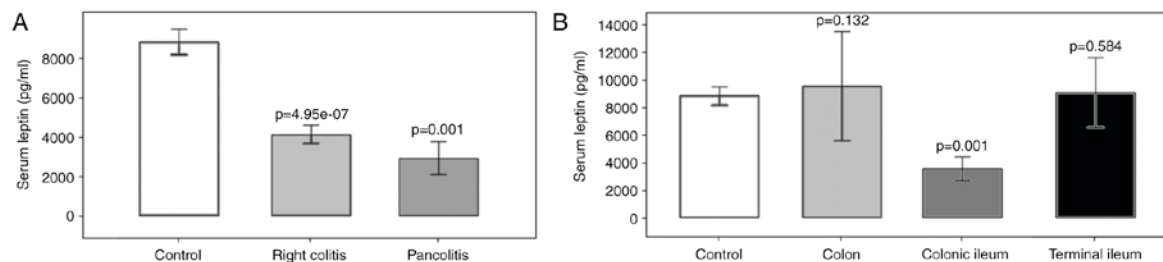 A
Serum leptin (pg/ml)
8000
6000
4000
2000
0
p=4.95e-07
p=0.001
Control
Right colitis
Pancolitis
B
Serum leptin (pg/ml)
14000
12000
10000
8000
6000
4000
2000
0
p=0.132
p=0.001
p=0.584
Control
Colon
Colonic ileum
Terminal ileum